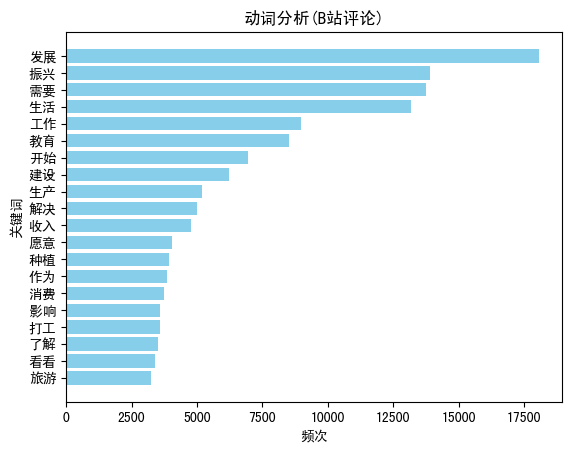 动词分析(B站评论)
关键词
发展
振兴
需要
生活
工作
教育
开始
建设
生产
解决
收入
愿意
种植
作为
消费
影响
打工
了解
看看
旅游
0 2500 5000 7500 10000 12500 15000 17500
频次